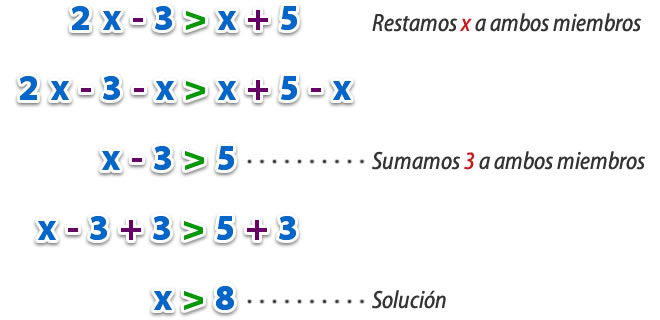 2 x - 3 > x + 5 Restamos x a ambos miembros
2 x - 3 - x > x + 5 - x
x - 3 > 5 .......... Sumamos 3 a ambos miembros
x - 3 + 3 > 5 + 3
x > 8 .......... Solución